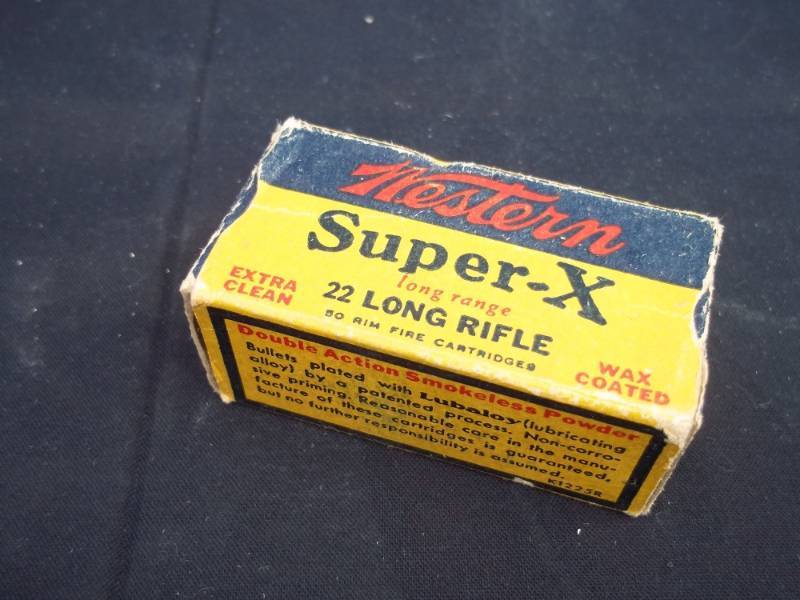 Western
Super-X
long range
EXTRA
CLEAN
22 LONG RIFLE
50 RIM FIRE CARTRIDGES
WAX
COATED
Double Action Smokeless Powder
Bullets plated with Lubaloy (lubricating
alloy) by a patented process. Non-corro-
sive priming. Reasonable care in the manu-
facture of these cartridges is guaranteed,
but no further responsibility is assumed.
K1225R